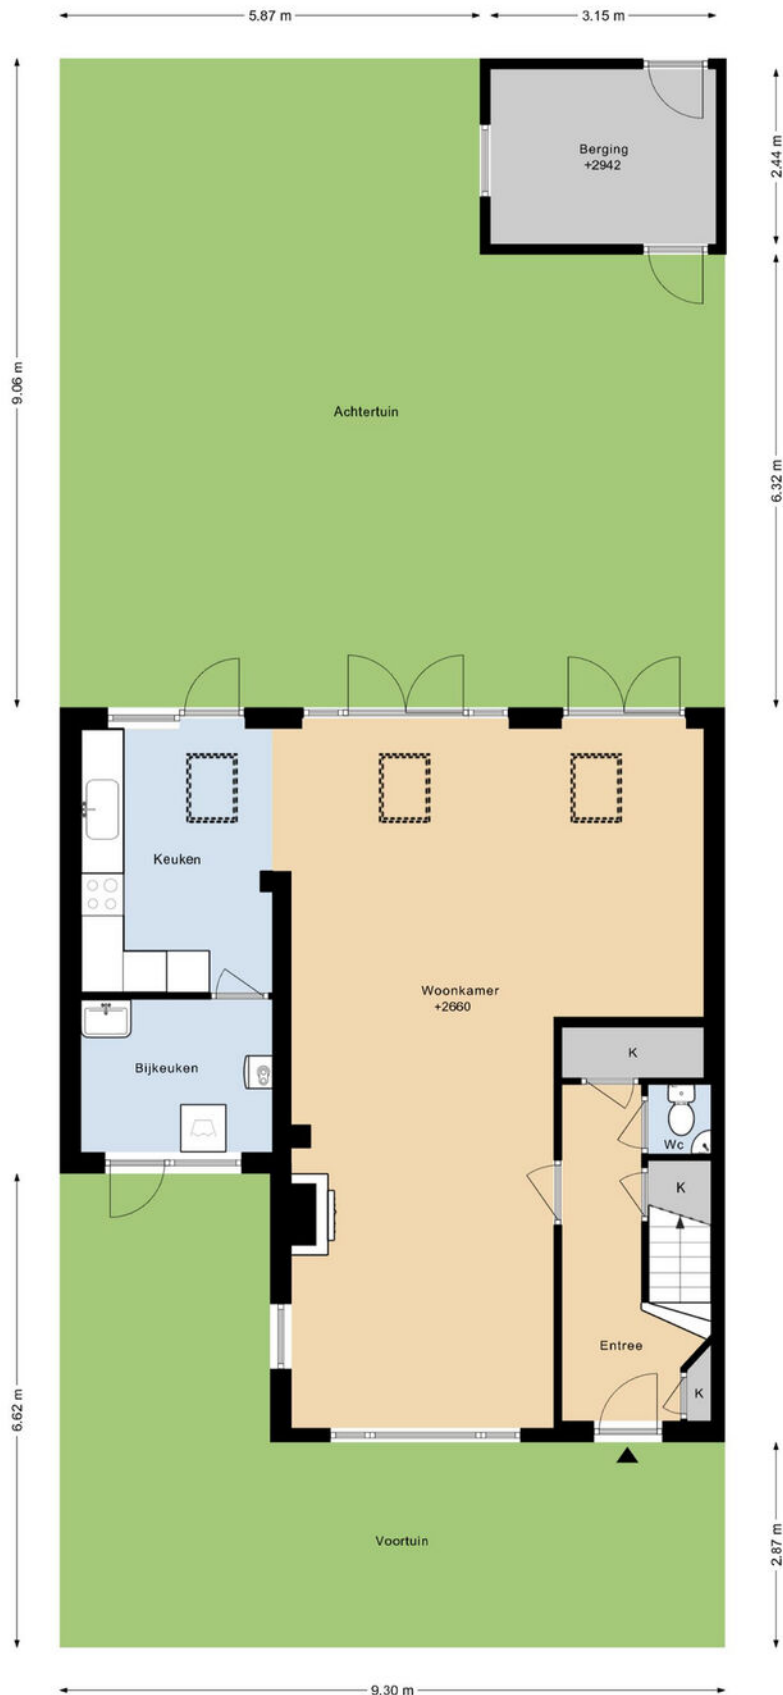 5.87 m
3.15 m
Berging
+2942
2.44 m
9.06 m
Achtertuin
6.32 m
Keuken
Woonkamer
+2660
K
Bijkeuken
Wc
K
Entree
K
6.62 m
Voortuin
2.87 m
9.30 m